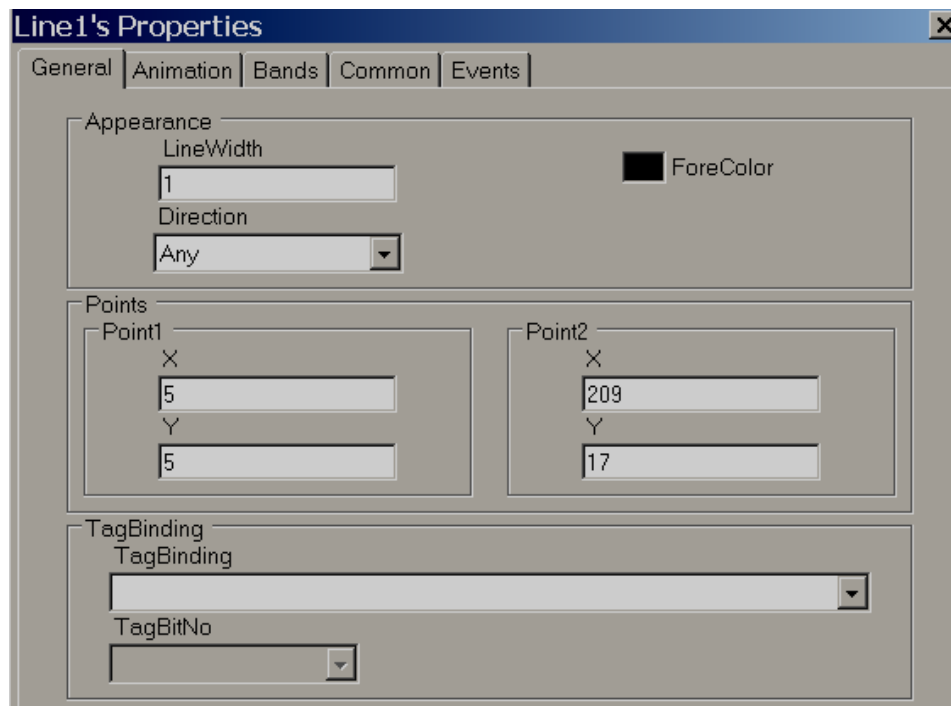 Line1's Properties
General Animation Bands Common Events
Appearance
LineWidth
1
ForeColor
Direction
Any
Points
Point1
X
5
Y
5
Point2
X
209
Y
17
TagBinding
TagBinding
TagBitNo